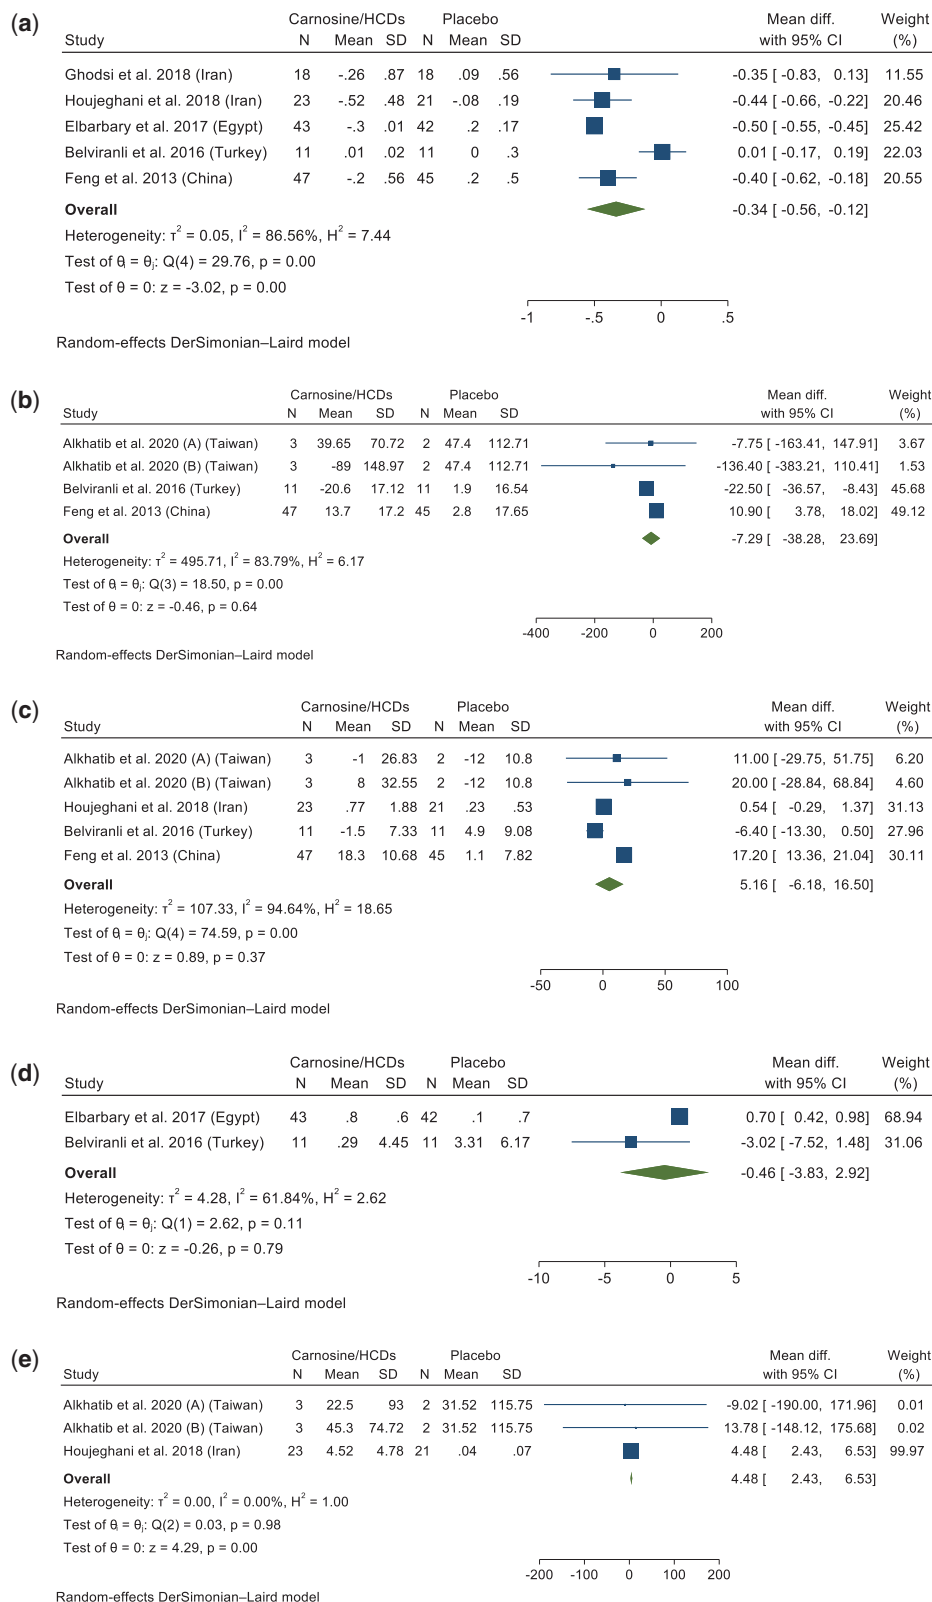 (a)
Carnosine/HCDs Placebo Mean diff. Weight
Study N Mean SD N Mean SD with 95% CI (%)
Ghodsi et al. 2018 (Iran) 18 -.26 .87 18 .09 .56 -0.35 [ -0.83, 0.13] 11.55
Houjeghani et al. 2018 (Iran) 23 -.52 .48 21 -.08 .19 -0.44 [ -0.66, -0.22] 20.46
Elbarbary et al. 2017 (Egypt) 43 -.3 .01 42 .2 .17 -0.50 [ -0.55, -0.45] 25.42
Belviranli et al. 2016 (Turkey) 11 .01 .02 11 0 .3 0.01 [ -0.17, 0.19] 22.03
Feng et al. 2013 (China) 47 -.2 .56 45 .2 .5 -0.40 [ -0.62, -0.18] 20.55
Overall -0.34 [ -0.56, -0.12]
Heterogeneity: τ² = 0.05, I² = 86.56%, H² = 7.44
Test of θᵢ = θⱼ: Q(4) = 29.76, p = 0.00
Test of θ = 0: z = -3.02, p = 0.00
-1 -.5 0 .5
Random-effects DerSimonian–Laird model
(b)
Carnosine/HCDs Placebo Mean diff. Weight
Study N Mean SD N Mean SD with 95% CI (%)
Alkhatib et al. 2020 (A) (Taiwan) 3 39.65 70.72 2 47.4 112.71 -7.75 [ -163.41, 147.91] 3.67
Alkhatib et al. 2020 (B) (Taiwan) 3 -89 148.97 2 47.4 112.71 -136.40 [ -383.21, 110.41] 1.53
Belviranli et al. 2016 (Turkey) 11 -20.6 17.12 11 1.9 16.54 -22.50 [ -36.57, -8.43] 45.68
Feng et al. 2013 (China) 47 13.7 17.2 45 2.8 17.65 10.90 [ 3.78, 18.02] 49.12
Overall -7.29 [ -38.28, 23.69]
Heterogeneity: τ² = 495.71, I² = 83.79%, H² = 6.17
Test of θᵢ = θⱼ: Q(3) = 18.50, p = 0.00
Test of θ = 0: z = -0.46, p = 0.64
-400 -200 0 200
Random-effects DerSimonian–Laird model
(c)
Carnosine/HCDs Placebo Mean diff. Weight
Study N Mean SD N Mean SD with 95% CI (%)
Alkhatib et al. 2020 (A) (Taiwan) 3 -1 26.83 2 -12 10.8 11.00 [ -29.75, 51.75] 6.20
Alkhatib et al. 2020 (B) (Taiwan) 3 8 32.55 2 -12 10.8 20.00 [ -28.84, 68.84] 4.60
Houjeghani et al. 2018 (Iran) 23 .77 1.88 21 .23 .53 0.54 [ -0.29, 1.37] 31.13
Belviranli et al. 2016 (Turkey) 11 -1.5 7.33 11 4.9 9.08 -6.40 [ -13.30, 0.50] 27.96
Feng et al. 2013 (China) 47 18.3 10.68 45 1.1 7.82 17.20 [ 13.36, 21.04] 30.11
Overall 5.16 [ -6.18, 16.50]
Heterogeneity: τ² = 107.33, I² = 94.64%, H² = 18.65
Test of θᵢ = θⱼ: Q(4) = 74.59, p = 0.00
Test of θ = 0: z = 0.89, p = 0.37
-50 0 50 100
Random-effects DerSimonian–Laird model
(d)
Carnosine/HCDs Placebo Mean diff. Weight
Study N Mean SD N Mean SD with 95% CI (%)
Elbarbary et al. 2017 (Egypt) 43 .8 .6 42 .1 .7 0.70 [ 0.42, 0.98] 68.94
Belviranli et al. 2016 (Turkey) 11 .29 4.45 11 3.31 6.17 -3.02 [ -7.52, 1.48] 31.06
Overall -0.46 [ -3.83, 2.92]
Heterogeneity: τ² = 4.28, I² = 61.84%, H² = 2.62
Test of θᵢ = θⱼ: Q(1) = 2.62, p = 0.11
Test of θ = 0: z = -0.26, p = 0.79
-10 -5 0 5
Random-effects DerSimonian–Laird model
(e)
Carnosine/HCDs Placebo Mean diff. Weight
Study N Mean SD N Mean SD with 95% CI (%)
Alkhatib et al. 2020 (A) (Taiwan) 3 22.5 93 2 31.52 115.75 -9.02 [ -190.00, 171.96] 0.01
Alkhatib et al. 2020 (B) (Taiwan) 3 45.3 74.72 2 31.52 115.75 13.78 [ -148.12, 175.68] 0.02
Houjeghani et al. 2018 (Iran) 23 4.52 4.78 21 .04 .07 4.48 [ 2.43, 6.53] 99.97
Overall 4.48 [ 2.43, 6.53]
Heterogeneity: τ² = 0.00, I² = 0.00%, H² = 1.00
Test of θᵢ = θⱼ: Q(2) = 0.03, p = 0.98
Test of θ = 0: z = 4.29, p = 0.00
-200 -100 0 100 200
Random-effects DerSimonian–Laird model